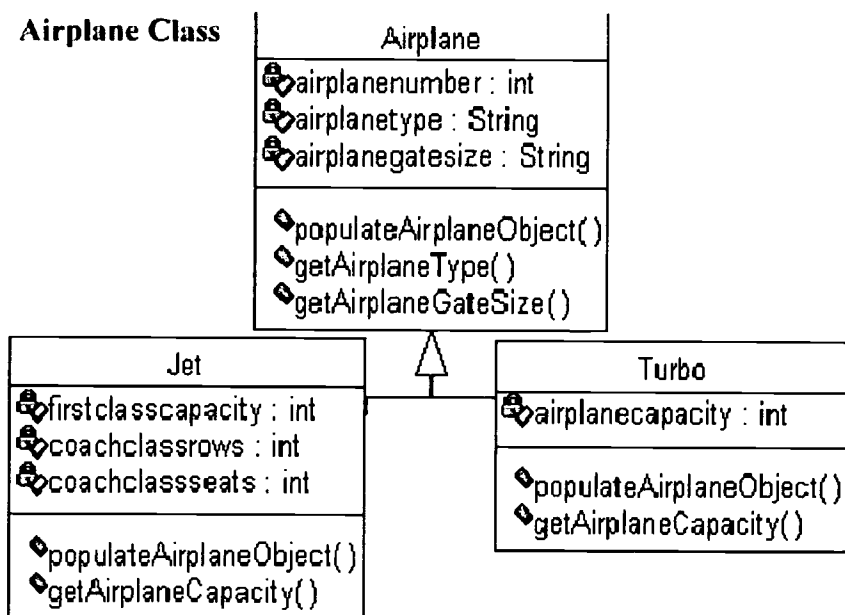 Airplane Class
Airplane
airplanenumber : int
airplanetype : String
airplanegatesize : String
populateAirplaneObject()
getAirplaneType()
getAirplaneGateSize()
Jet
firstclasscapacity : int
coachclassrows : int
coachclassseats : int
populateAirplaneObject()
getAirplaneCapacity()
Turbo
airplanecapacity : int
populateAirplaneObject()
getAirplaneCapacity()